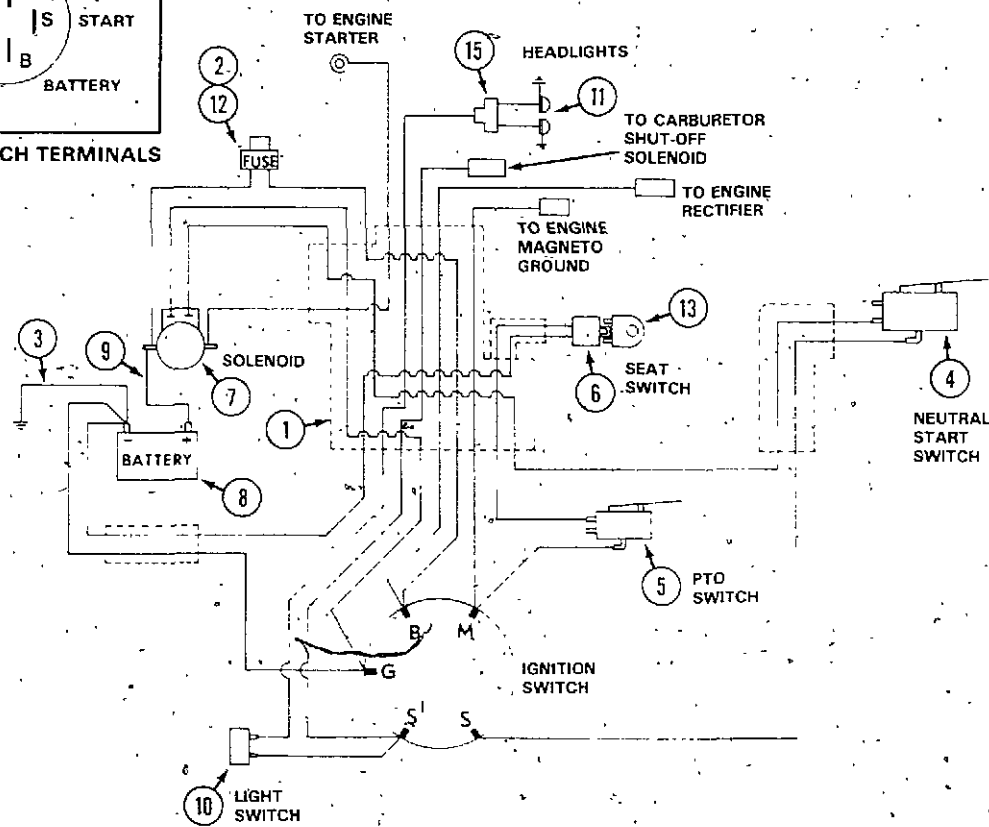 S START
B
BATTERY
CH TERMINALS
TO ENGINE
STARTER
2
12
FUSE
15
HEADLIGHTS
11
TO CARBURETOR
SHUT-OFF
SOLENOID
TO ENGINE
RECTIFIER
TO ENGINE
MAGNETO
GROUND
3
9
SOLENOID
7
1
BATTERY
8
13
6
SEAT
SWITCH
4
NEUTRAL
START
SWITCH
5
PTO
SWITCH
B M
G
IGNITION
SWITCH
S' S
10
LIGHT
SWITCH